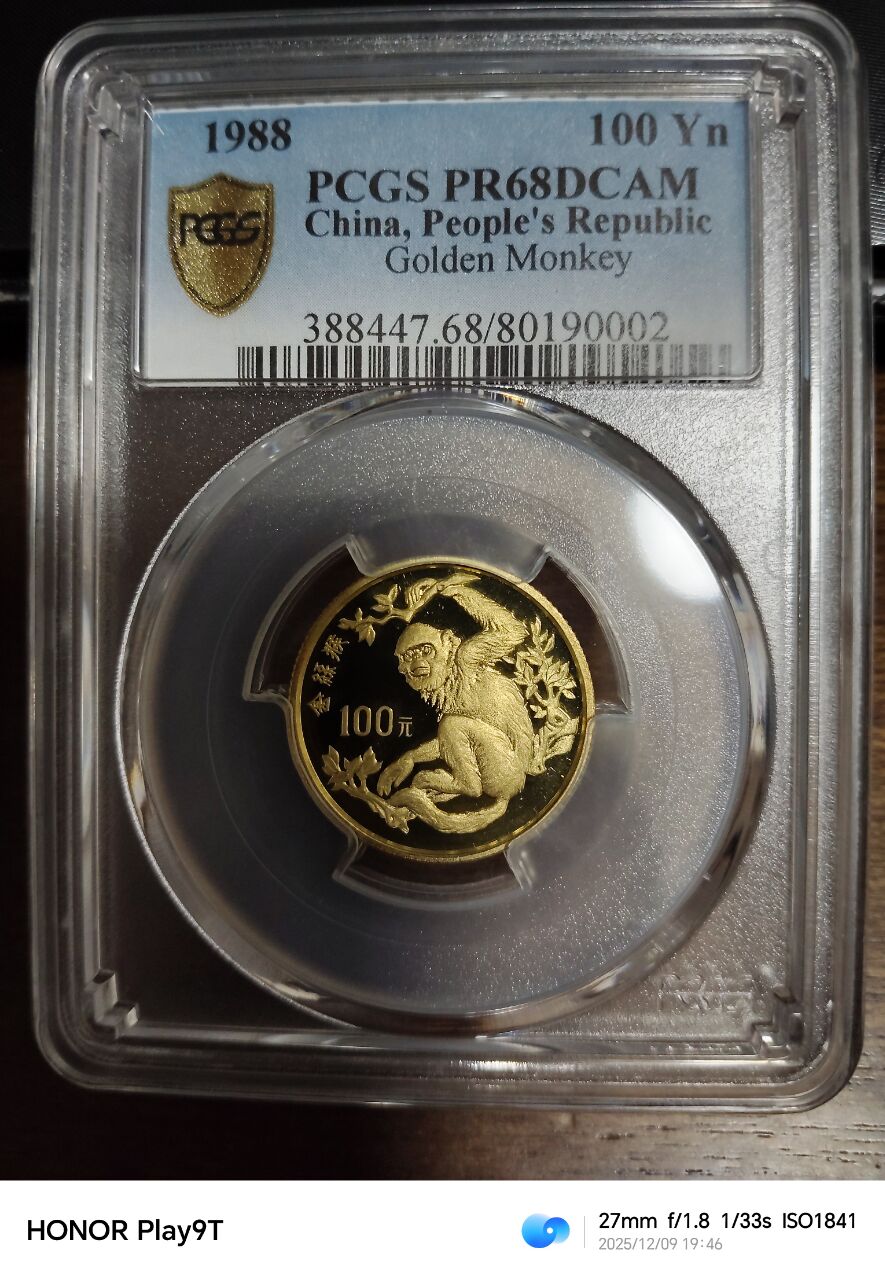 1988
100 Yn
PCGS
PCGS PR68DCAM
China, People's Republic
Golden Monkey
388447.68/80190002
金絲猴
100元
HONOR Play9T
27mm f/1.8 1/33s ISO1841
2025/12/09 19:46